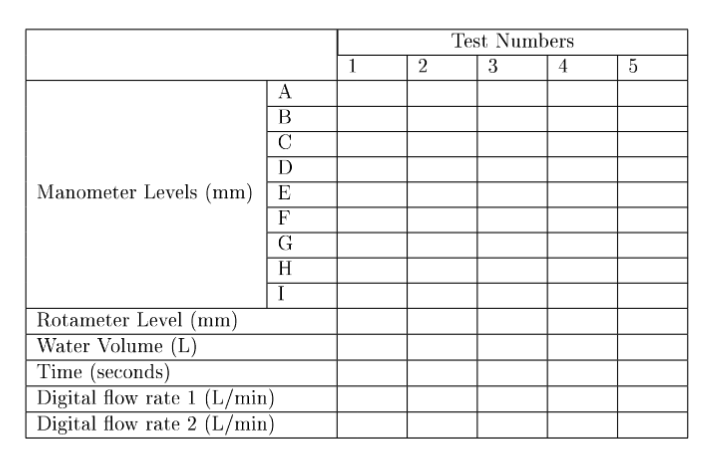 Test Numbers
1 2 3 4 5
A
B
C
D
Manometer Levels (mm) E
F
G
H
I
Rotameter Level (mm)
Water Volume (L)
Time (seconds)
Digital flow rate 1 (L/min)
Digital flow rate 2 (L/min)